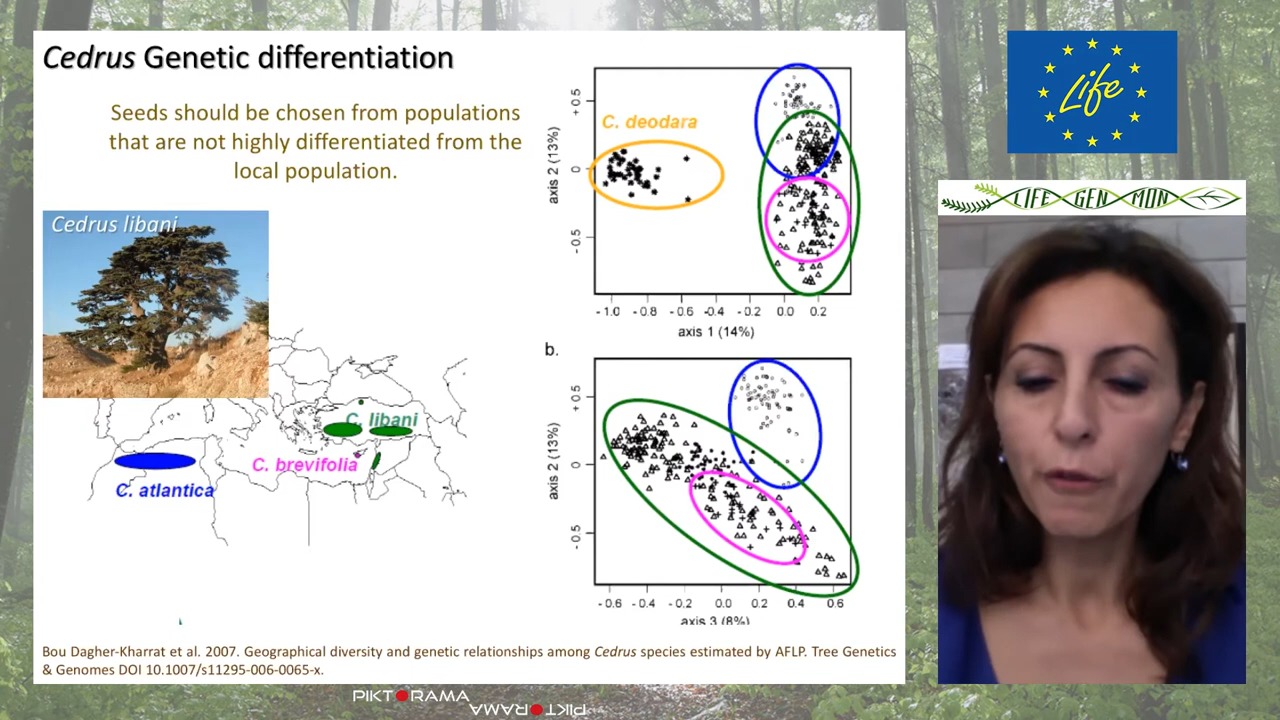 Cedrus Genetic differentiation
Seeds should be chosen from populations
that are not highly differentiated from the
local population.
Cedrus libani
C. libani
C. brevifolia
C. atlantica
C. deodara
axis 2 (13%)
+ 0.5
0
- 0.5
- 1.0 - 0.8 - 0.6 -0.4 -0.2 0.0 0.2
axis 1 (14%)
b.
axis 2 (13%)
+ 0.5
0
- 0.5
- 0.6 - 0.4 - 0.2 0.0 0.2 0.4 0.6
axis 3 (8%)
Bou Dagher-Kharrat et al. 2007. Geographical diversity and genetic relationships among Cedrus species estimated by AFLP. Tree Genetics
& Genomes DOI 10.1007/s11295-006-0065-x.
Life
LIFE GEN MON
PIKTORAMA
PIKTORAMA